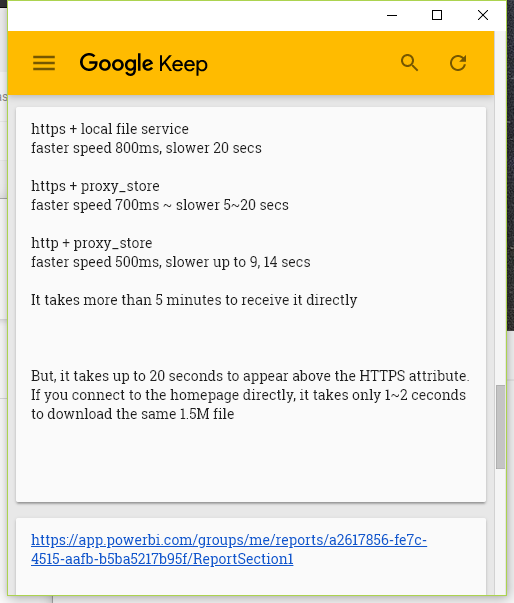 Google Keep
https + local file service
faster speed 800ms, slower 20 secs
https + proxy_store
faster speed 700ms ~ slower 5~20 secs
http + proxy_store
faster speed 500ms, slower up to 9, 14 secs
It takes more than 5 minutes to receive it directly
But, it takes up to 20 seconds to appear above the HTTPS attribute.
If you connect to the homepage directly, it takes only 1~2 ceconds
to download the same 1.5M file
https://app.powerbi.com/groups/me/reports/a2617856-fe7c-
4515-aafb-b5ba5217b95f/ReportSection1